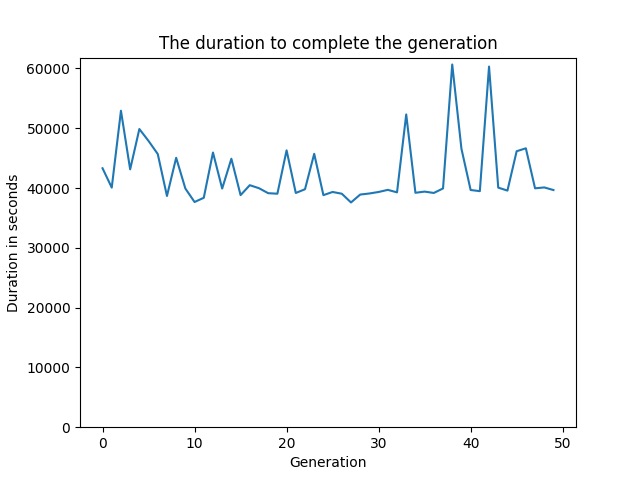 The duration to complete the generation
60000
50000
40000
30000
20000
10000
0
Duration in seconds
0 10 20 30 40 50
Generation